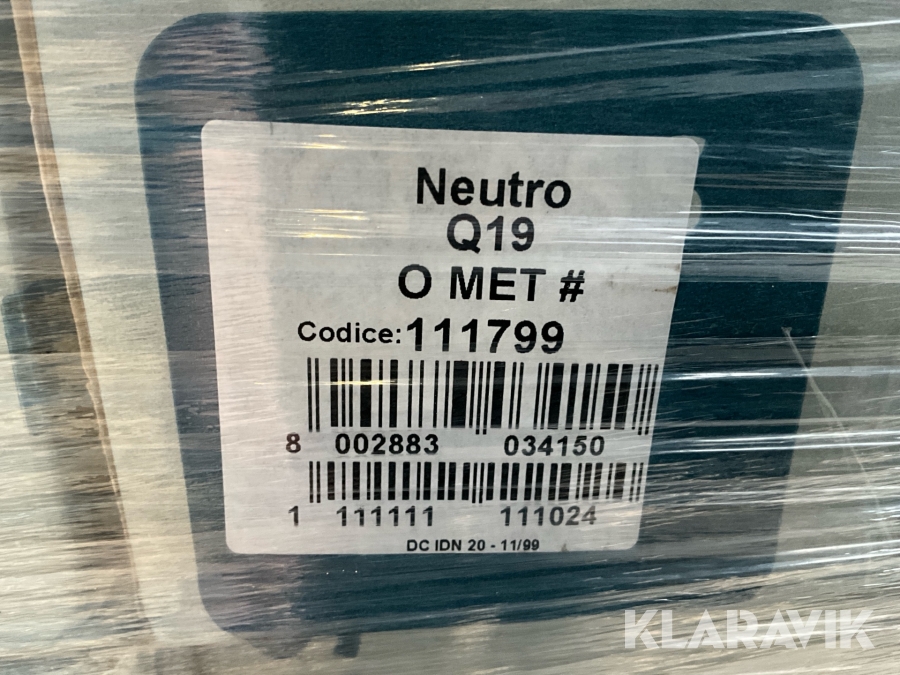 Neutro
Q19
O MET #
Codice: 111799
8 002883 034150
1 111111 111024
DC IDN 20 - 11/99
KLARAVIK